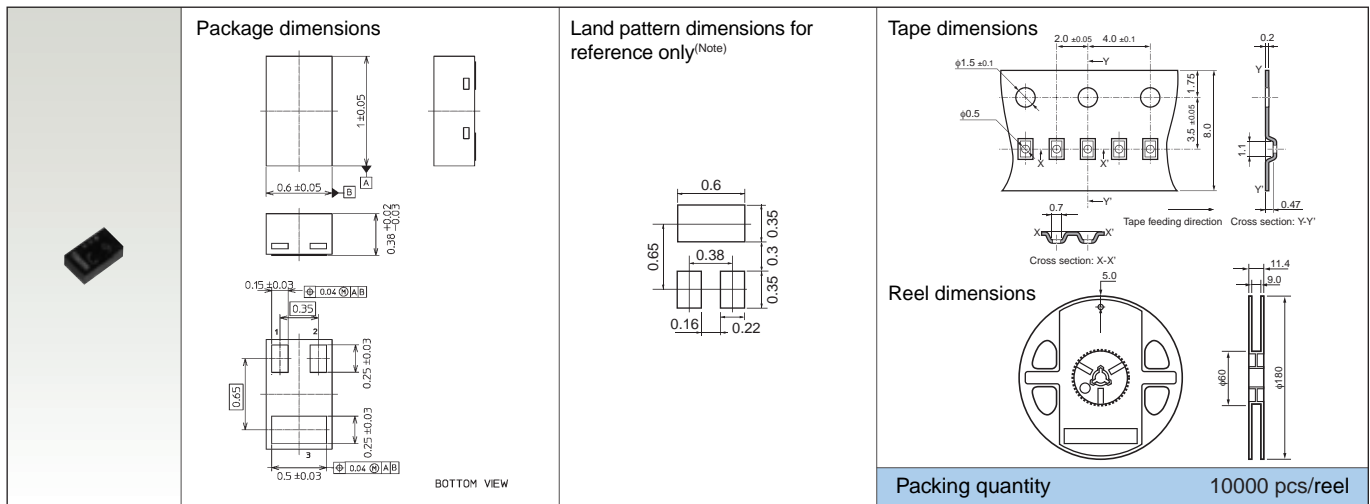 Package dimensions
1±0.05
A
0.6 ±0.05
B
0.38 +0.02 -0.03
0.15 ±0.03
⌖ 0.04 Ⓜ A B
0.35
1
2
0.25 ±0.03
0.65
0.25 ±0.03
3
⌖ 0.04 Ⓜ A B
0.5 ±0.03
BOTTOM VIEW
Land pattern dimensions for
reference only(Note)
0.6
0.35
0.65
0.3
0.38
0.35
0.16
0.22
Tape dimensions
2.0 ±0.05
4.0 ±0.1
0.2
φ1.5 ±0.1
Y
Y
1.75
φ0.5
3.5 ±0.05
8.0
1.1
X
X'
Y'
Y'
0.47
0.7
Tape feeding direction
Cross section: Y-Y'
X
X'
Cross section: X-X'
Reel dimensions
5.0
11.4
9.0
φ60
φ180
Packing quantity 10000 pcs/reel